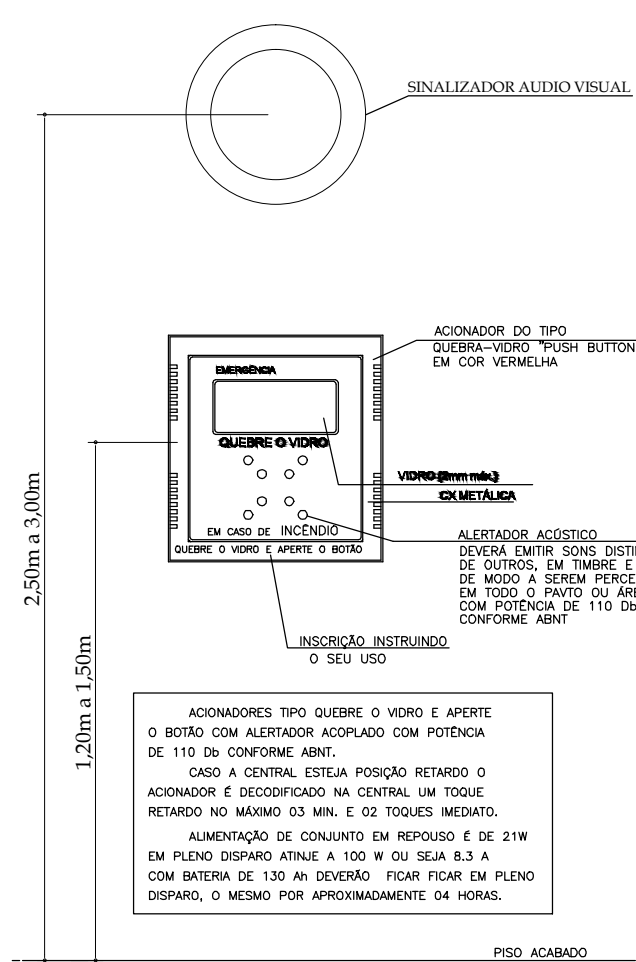 SINALIZADOR AUDIO VISUAL
ACIONADOR DO TIPO
QUEBRA-VIDRO "PUSH BUTTON
EM COR VERMELHA
EMERGÊNCIA
QUEBRE O VIDRO
VIDRO (2mm máx.)
CX METÁLICA
EM CASO DE INCÊNDIO
QUEBRE O VIDRO E APERTE O BOTÃO
ALERTADOR ACÚSTICO
DEVERÁ EMITIR SONS
DE OUTROS, EM TIMBRE E
DE MODO A SEREM
EM TODO O PAVTO OU
COM POTÊNCIA DE 110 Db
CONFORME ABNT
INSCRIÇÃO INSTRUINDO
O SEU USO
2,50m a 3,00m
1,20m a 1,50m
ACIONADORES TIPO QUEBRE O VIDRO E APERTE
O BOTÃO COM ALERTADOR ACOPLADO COM POTÊNCIA
DE 110 Db CONFORME ABNT.
CASO A CENTRAL ESTEJA POSIÇÃO RETARDO O
ACIONADOR É DECODIFICADO NA CENTRAL UM TOQUE
RETARDO NO MÁXIMO 03 MIN. E 02 TOQUES IMEDIATO.
ALIMENTAÇÃO DE CONJUNTO EM REPOUSO É DE 21W
EM PLENO DISPARO ATINJE A 100 W OU SEJA 8.3 A
COM BATERIA DE 130 Ah DEVERÃO FICAR FICAR EM PLENO
DISPARO, O MESMO POR APROXIMADAMENTE 04 HORAS.
PISO ACABADO